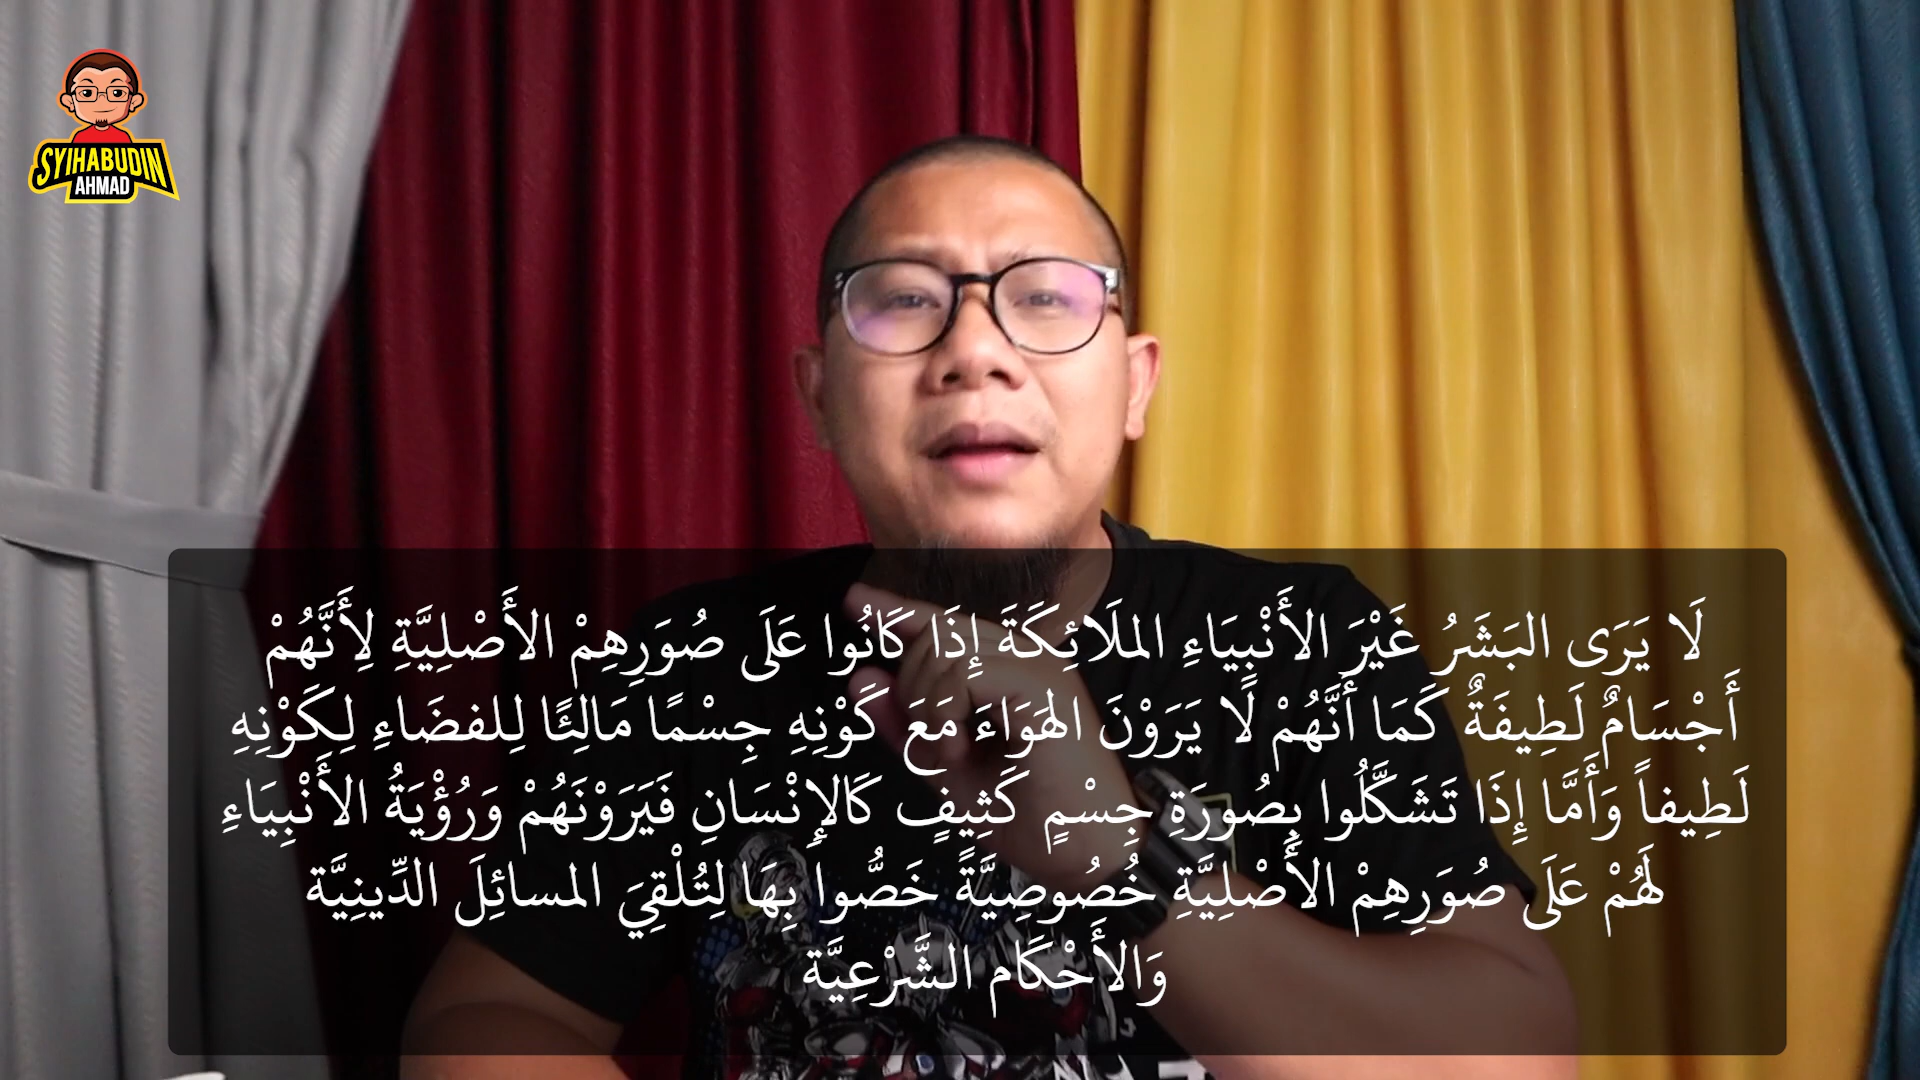 SYIHABUDIN
AHMAD
لَا يَرَى البَشَرُ غَيْرَ الأَنْبِيَاءِ الملَائِكَةَ إِذَا كَانُوا عَلَى صُوَرِهِمْ الأَصْلِيَّةِ لِأَنَّهُمْ
أَجْسَامٌ لَطِيفَةٌ كَمَا أَنَّهُمْ لَا يَرَوْنَ الهَوَاءَ مَعَ كَوْنِهِ جِسْمًا مَالِئًا لِلفضَاءِ لِكَوْنِهِ
لَطِيفاً وَأَمَّا إِذَا تَشَكَّلُوا بِصُورَةِ جِسْمٍ كَثِيفٍ كَالإِنْسَانِ فَيَرَوْنَهُمْ وَرُؤْيَةُ الأَنْبِيَاءِ
لَهُمْ عَلَى صُوَرِهِمْ الأَصْلِيَّةِ خُصُوصِيَّةً خَصُّوا بِهَا لِتُلْقِيَ المسائِلَ الدِّينِيَّة
وَالأَحْكَام الشَّرْعِيَّة